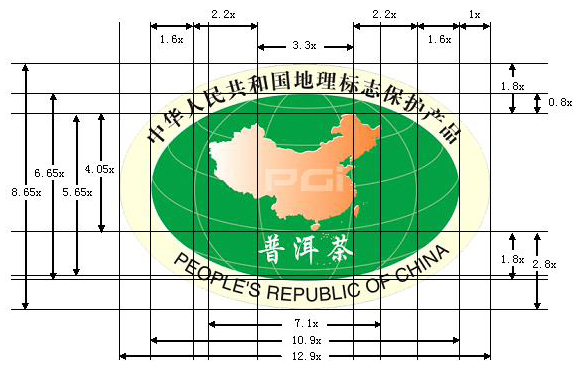 2.2x 2.2x 1x
1.6x 1.6x
3.3x
1.8x
0.8x
中华人民共和国地理标志保护产品
4.05x
6.65x
5.65x
8.65x
PGi
普洱茶
1.8x
2.8x
PEOPLE'S REPUBLIC OF CHINA
7.1x
10.9x
12.9x